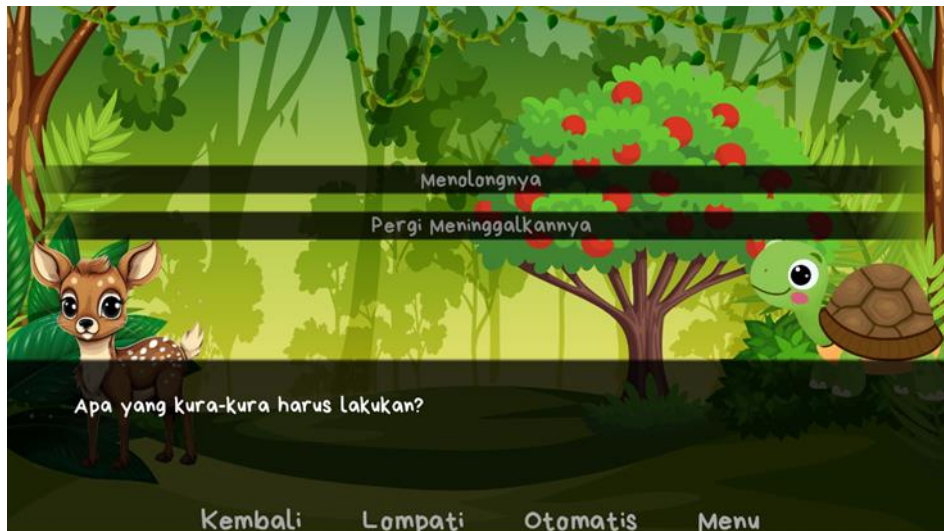 Menolongnya
Pergi Meninggalkannya
Apa yang kura-kura harus lakukan?
Kembali Lompati Otomatis Menu